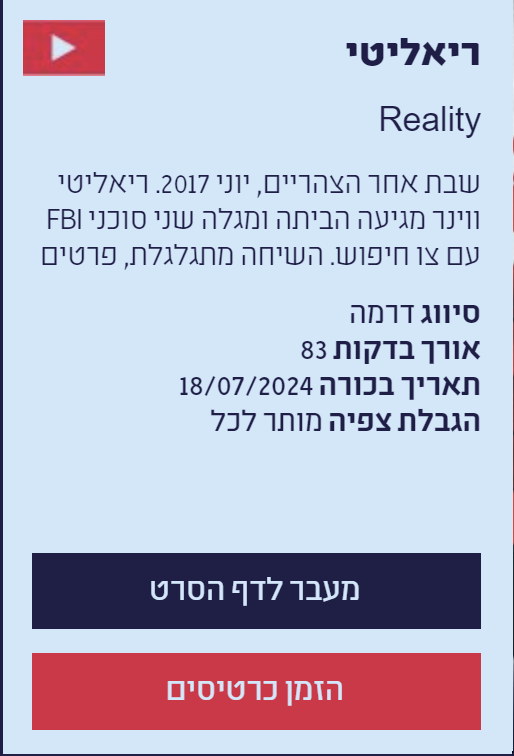 ריאליטי
Reality
שבת אחר הצהריים, יוני 2017. ריאליטי
ווינר מגיעה הביתה ומגלה שני סוכני FBI
עם צו חיפוש. השיחה מתגלגלת, פרטים
סיווג דרמה
אורך בדקות 83
תאריך בכורה 18/07/2024
הגבלת צפיה מותר לכל
מעבר לדף הסרט
הזמן כרטיסים